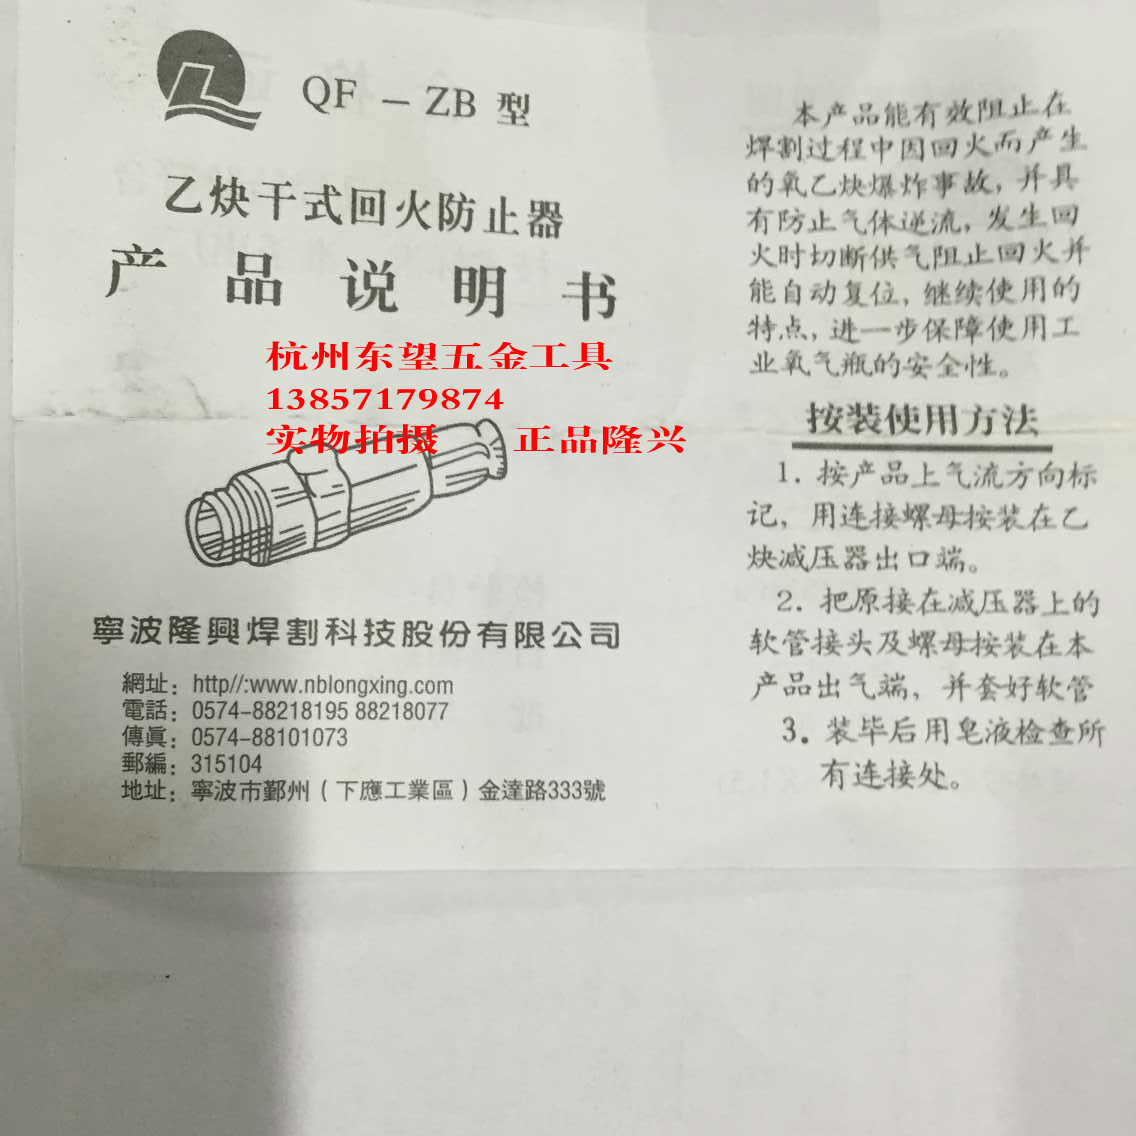 QF－ZB 型
乙炔干式回火防止器
产品说明书
杭州东望五金工具
13857179874
实物拍摄 正品隆兴
寧波隆興焊割科技股份有限公司
網址：http//:www.nblongxing.com
電話：0574-88218195 88218077
傳眞：0574-88101073
郵編：315104
地址：寧波市鄞州（下應工業區）金達路333號
本产品能有效阻止在
焊割过程中因回火而产生
的氧乙炔爆炸事故，并具
有防止气体逆流，发生回
火时切断供气阻止回火并
能自动复位，继续使用的
特点，进一步保障使用工
业氧气瓶的安全性。
按装使用方法
1．按产品上气流方向标
记，用连接螺母按装在乙
炔减压器出口端。
2．把原接在减压器上的
软管接头及螺母按装在本
产品出气端，并套好软管
3．装毕后用皂液检查所
有连接处。